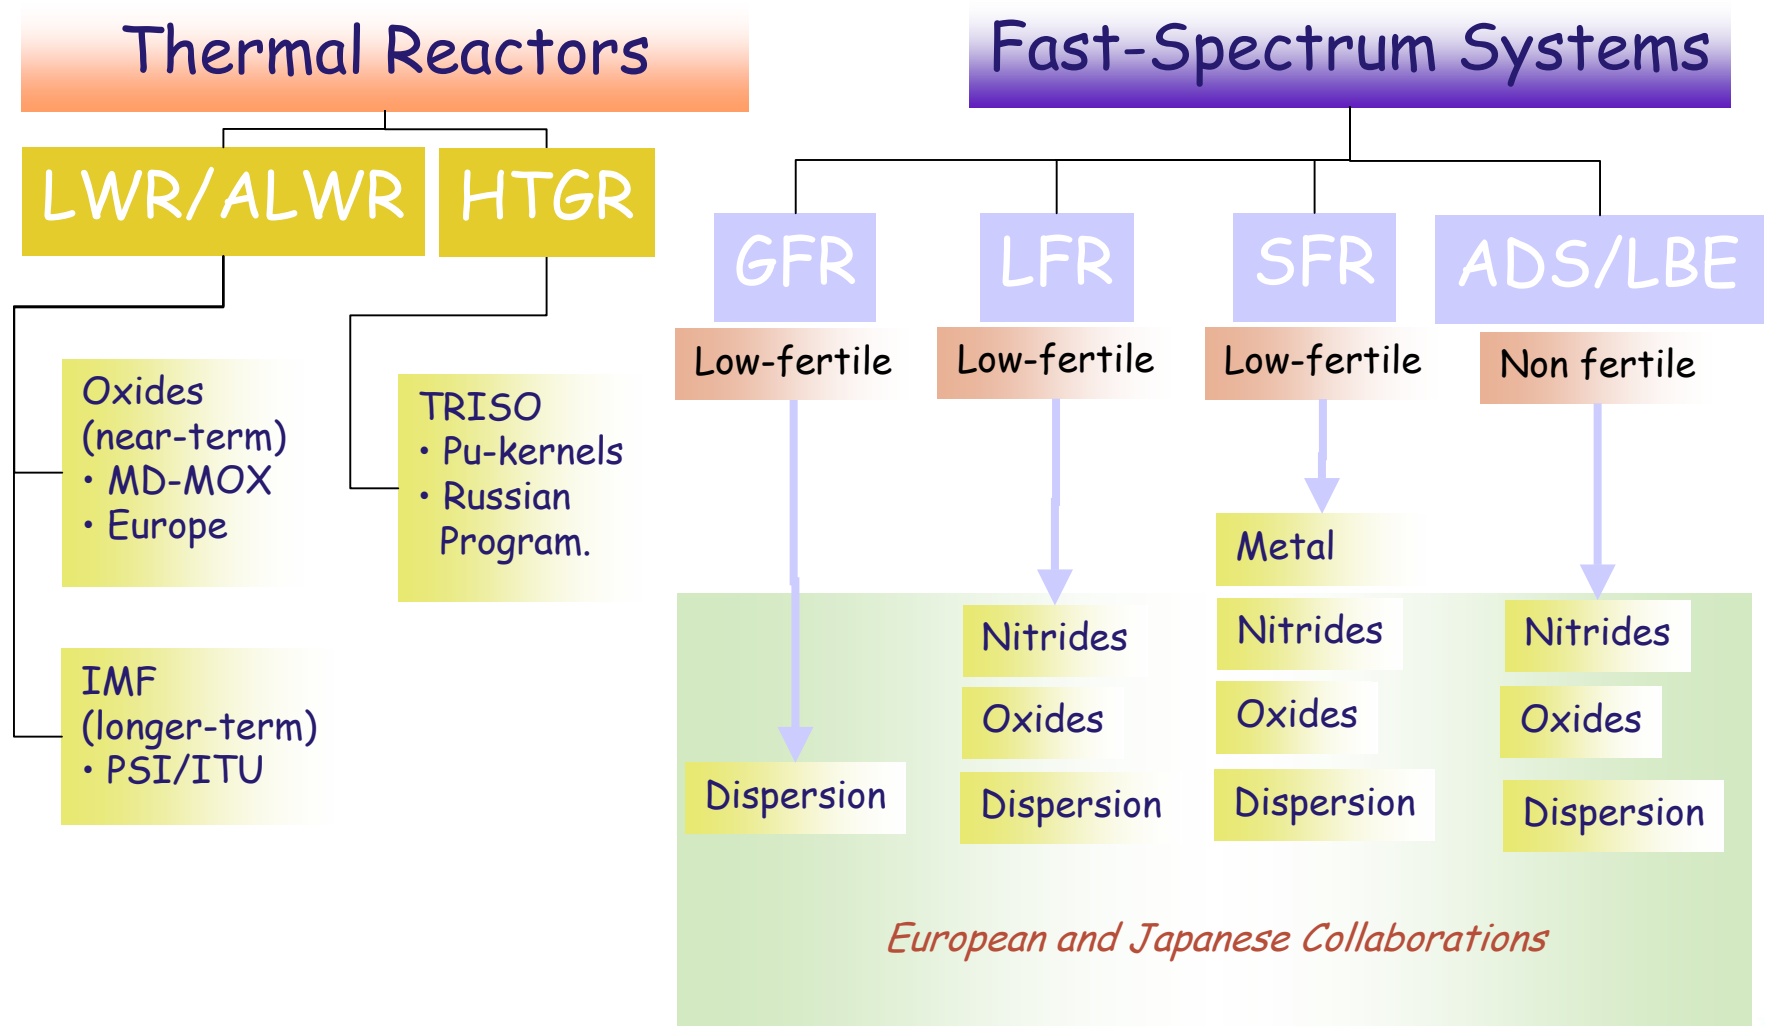 Thermal Reactors
Fast-Spectrum Systems
LWR/ALWR
HTGR
GFR
LFR
SFR
ADS/LBE
Low-fertile
Low-fertile
Low-fertile
Non fertile
Oxides
(near-term)
• MD-MOX
• Europe
TRISO
• Pu-kernels
• Russian
Program.
IMF
(longer-term)
• PSI/ITU
Dispersion
Nitrides
Oxides
Dispersion
Metal
Nitrides
Oxides
Dispersion
Nitrides
Oxides
Dispersion
European and Japanese Collaborations